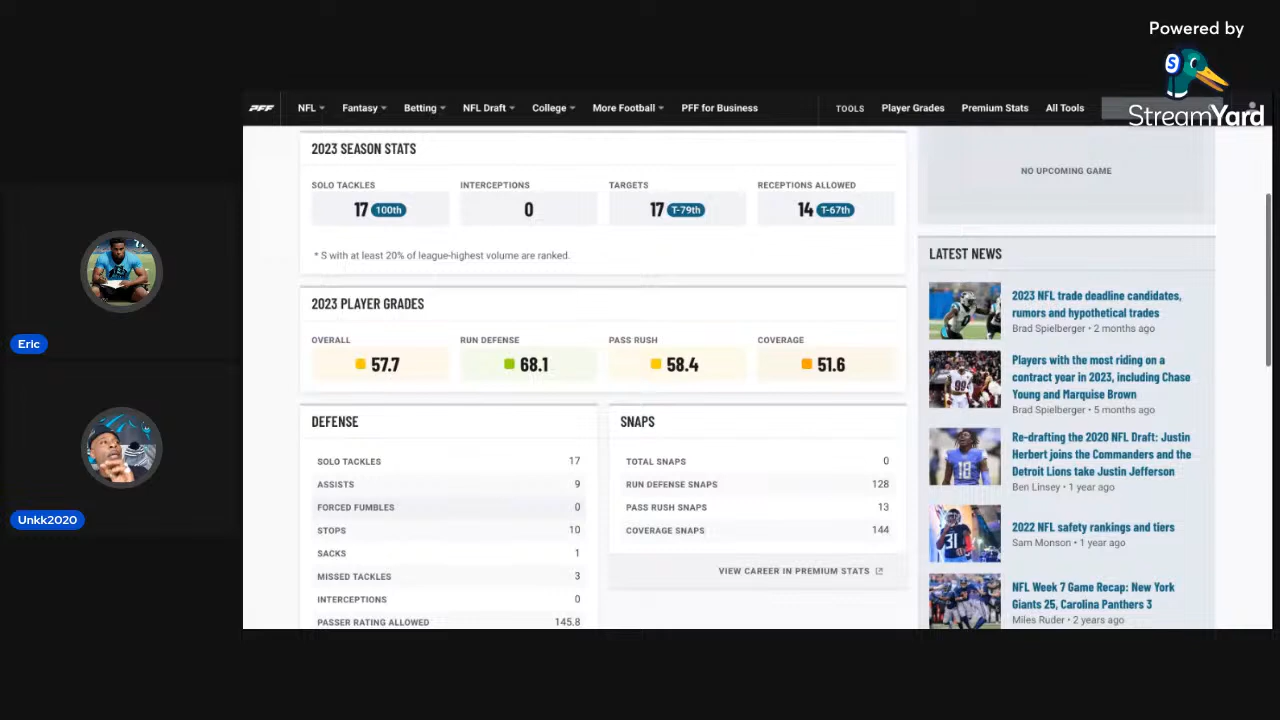 Powered by
StreamYard
PFF
NFL Fantasy Betting NFL Draft College More Football PFF for Business TOOLS Player Grades Premium Stats All Tools
2023 SEASON STATS
SOLO TACKLES INTERCEPTIONS TARGETS RECEPTIONS ALLOWED
17 100th 0 17 T-79th 14 T-67th
* S with at least 20% of league-highest volume are ranked.
2023 PLAYER GRADES
OVERALL RUN DEFENSE PASS RUSH COVERAGE
57.7 68.1 58.4 51.6
DEFENSE
SOLO TACKLES 17
ASSISTS 9
FORCED FUMBLES 0
STOPS 10
SACKS 1
MISSED TACKLES 3
INTERCEPTIONS 0
PASSER RATING ALLOWED 145.8
SNAPS
TOTAL SNAPS 0
RUN DEFENSE SNAPS 128
PASS RUSH SNAPS 13
COVERAGE SNAPS 144
VIEW CAREER IN PREMIUM STATS
NO UPCOMING GAME
LATEST NEWS
2023 NFL trade deadline candidates,
rumors and hypothetical trades
Brad Spielberger • 2 months ago
Players with the most riding on a
contract year in 2023, including Chase
Young and Marquise Brown
Brad Spielberger • 5 months ago
Re-drafting the 2020 NFL Draft: Justin
Herbert joins the Commanders and the
Detroit Lions take Justin Jefferson
Ben Linsey • 1 year ago
2022 NFL safety rankings and tiers
Sam Monson • 1 year ago
NFL Week 7 Game Recap: New York
Giants 25, Carolina Panthers 3
Miles Ruder • 2 years ago
Eric
Unkk2020